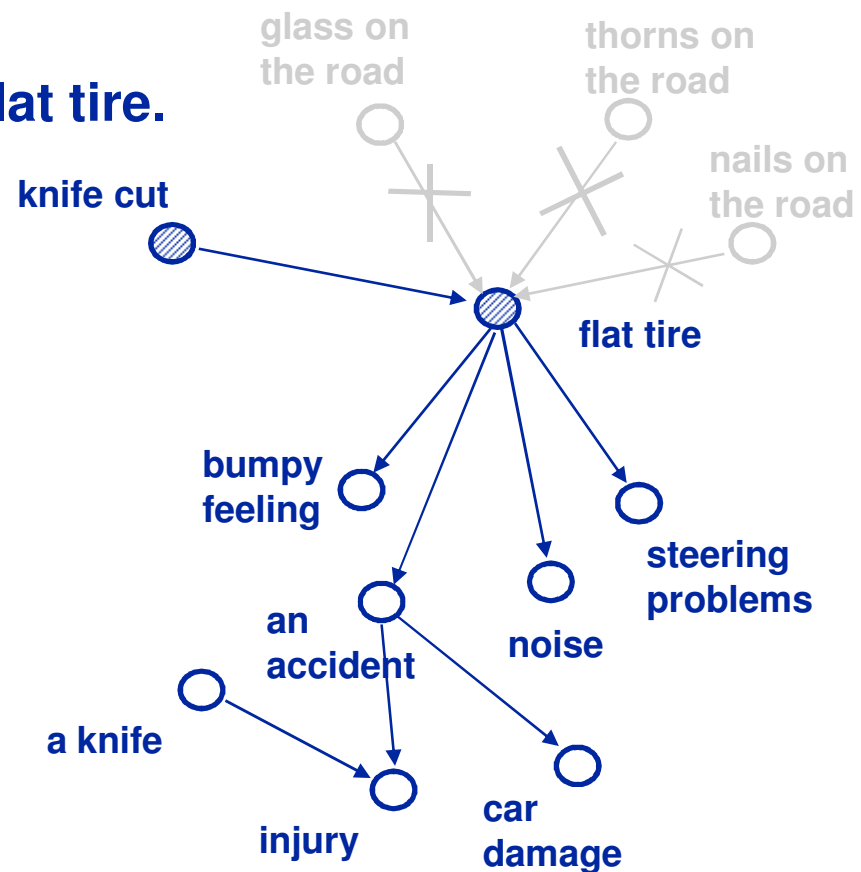 glass on
the road
thorns on
the road
lat tire.
nails on
the road
knife cut
flat tire
bumpy
feeling
steering
problems
an
accident
noise
a knife
injury
car
damage